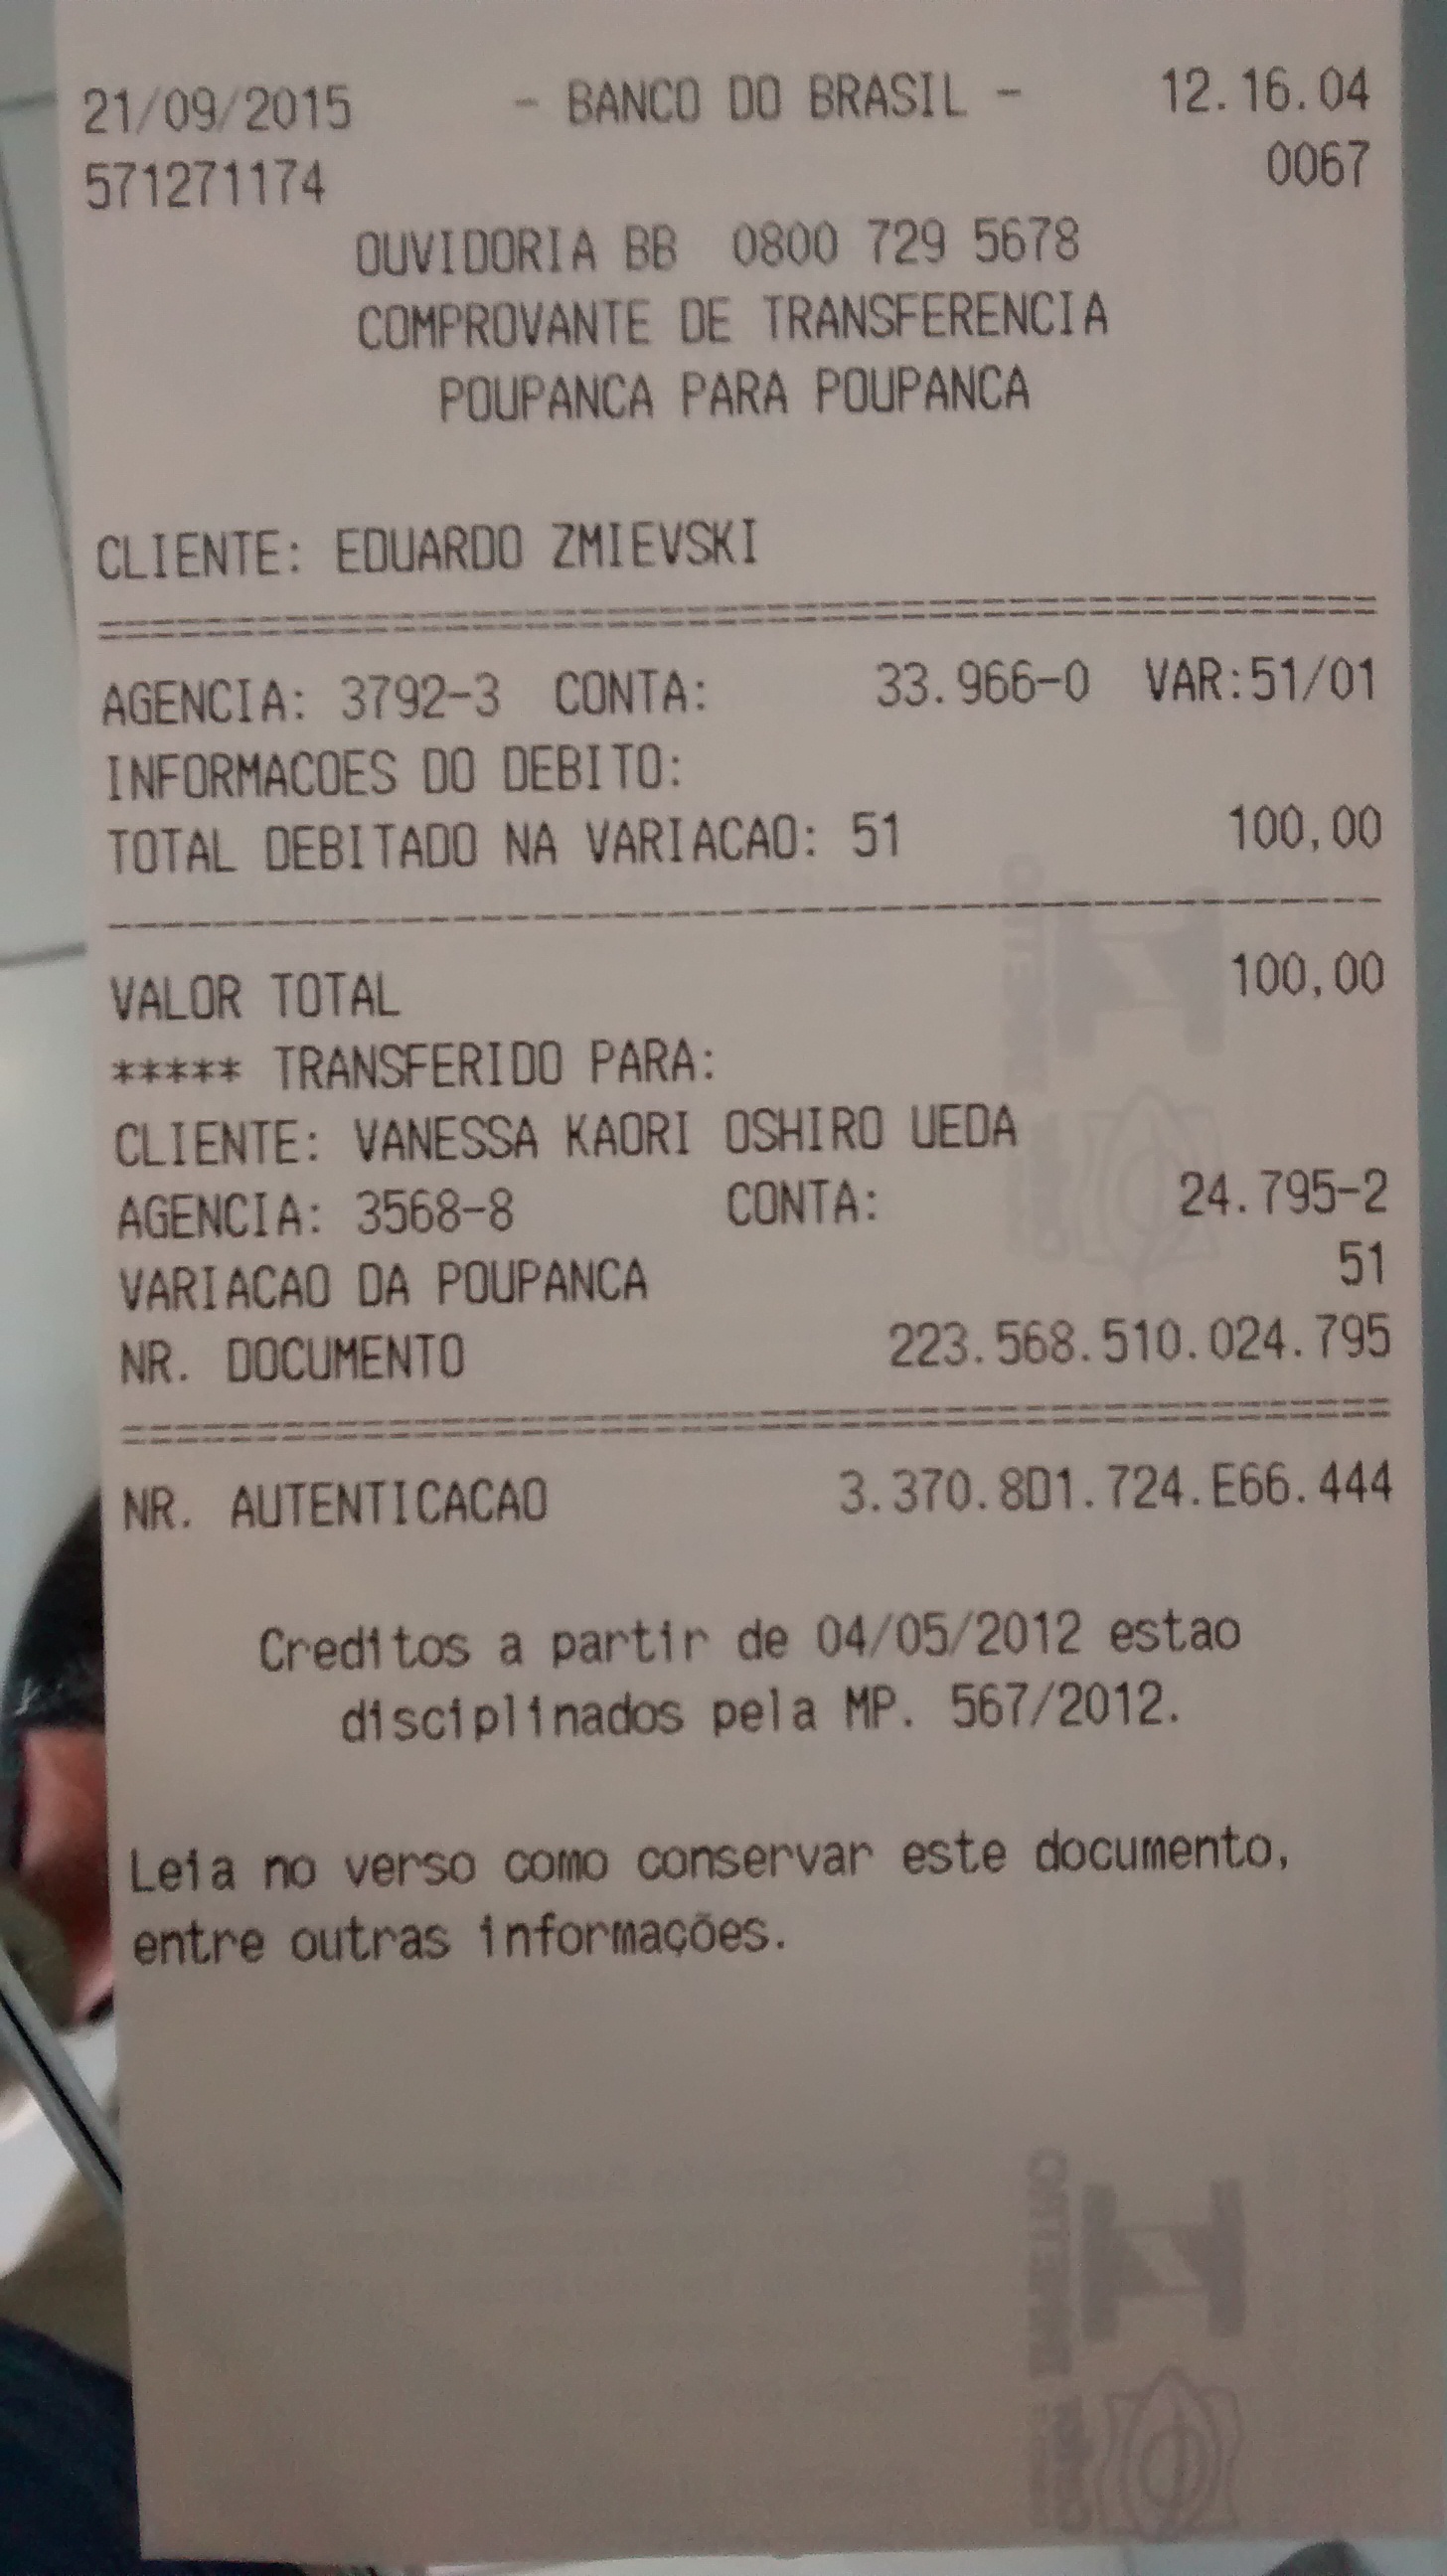 21/09/2015 - BANCO DO BRASIL - 12.16.04
571271174 0067
OUVIDORIA BB 0800 729 5678
COMPROVANTE DE TRANSFERENCIA
POUPANCA PARA POUPANCA
CLIENTE: EDUARDO ZMIEVSKI
================================================
AGENCIA: 3792-3 CONTA: 33.966-0 VAR:51/01
INFORMACOES DO DEBITO:
TOTAL DEBITADO NA VARIACAO: 51 100,00
------------------------------------------------
VALOR TOTAL 100,00
***** TRANSFERIDO PARA:
CLIENTE: VANESSA KAORI OSHIRO UEDA
AGENCIA: 3568-8 CONTA: 24.795-2
VARIACAO DA POUPANCA 51
NR. DOCUMENTO 223.568.510.024.795
================================================
NR. AUTENTICACAO 3.370.8D1.724.E66.444
Creditos a partir de 04/05/2012 estao
disciplinados pela MP. 567/2012.
Leia no verso como conservar este documento,
entre outras informações.